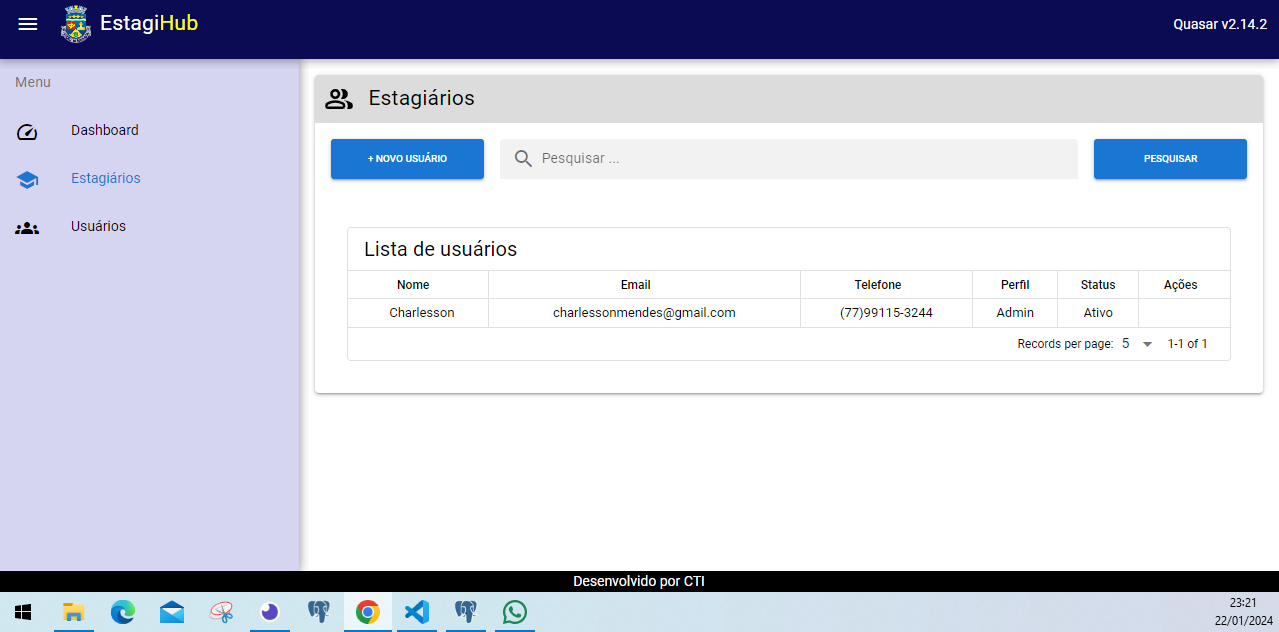 EstagiHub
Quasar v2.14.2
Menu
Dashboard
Estagiários
Usuários
Estagiários
+ NOVO USUÁRIO
Pesquisar ...
PESQUISAR
Lista de usuários
Nome Email Telefone Perfil Status Ações
Charlesson charlessonmendes@gmail.com (77)99115-3244 Admin Ativo
Records per page: 5 1-1 of 1
Desenvolvido por CTI
23:21
22/01/2024